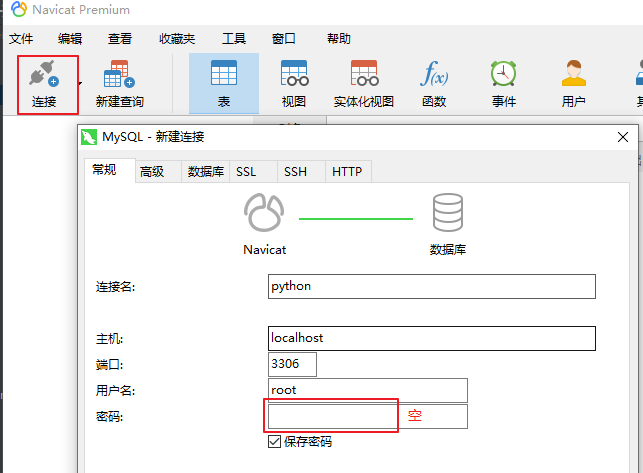 Navicat Premium
文件 编辑 查看 收藏夹 工具 窗口 帮助
f(x)
连接 新建查询 表 视图 实体化视图 函数 事件 用户
MySQL - 新建连接
常规 高级 数据库 SSL SSH HTTP
Navicat 数据库
连接名: python
主机: localhost
端口: 3306
用户名: root
密码: 空
保存密码